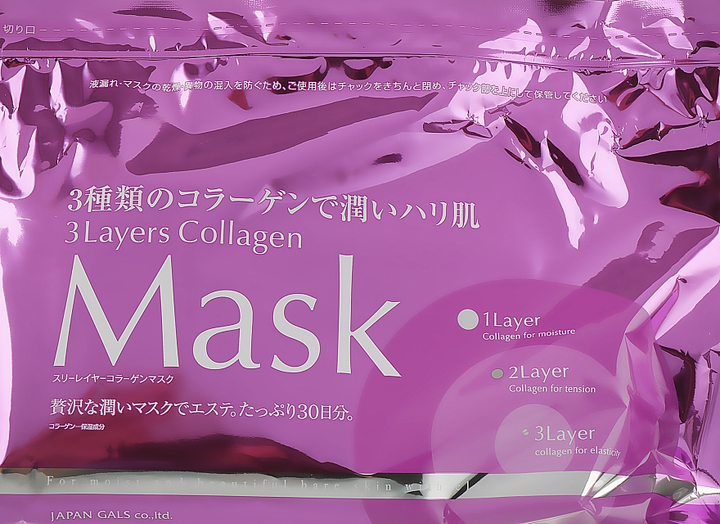 切り口
液漏れ・マスクの乾燥・異物の混入を防ぐため、ご使用後はチャックをきちんと閉め、チャック部を上にして保管してください
3種類のコラーゲンで潤いハリ肌
3Layers Collagen
Mask
スリーレイヤーコラーゲンマスク
1Layer
Collagen for moisture
2Layer
Collagen for tension
3Layer
collagen for elasticity
贅沢な潤いマスクでエステ。たっぷり30日分。
コラーゲン…保湿成分
For moist and beautiful bare skin with
JAPAN GALS co.,ltd.